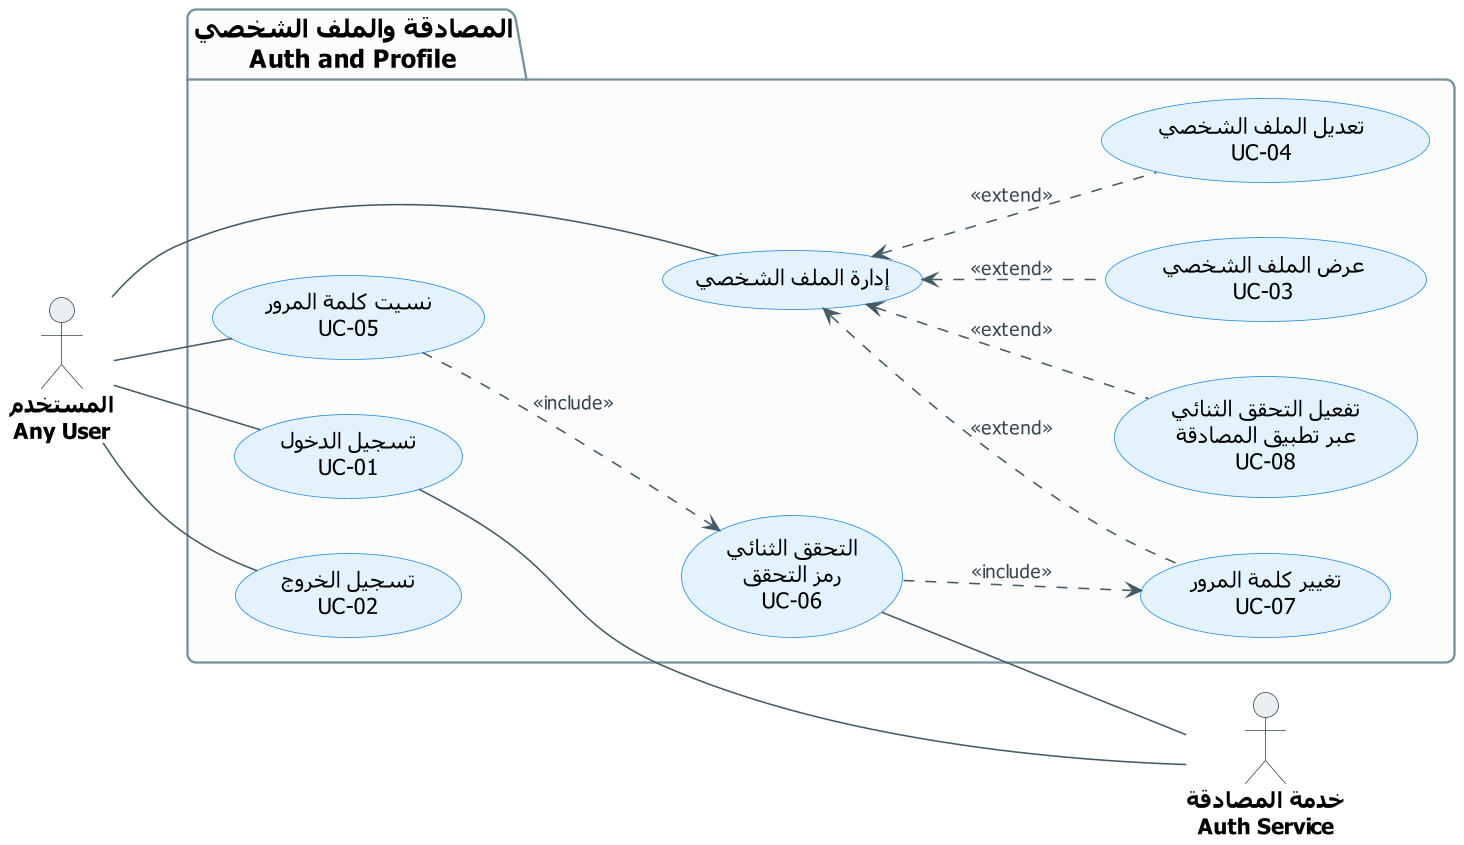 المصادقة والملف الشخصي
Auth and Profile
تعديل الملف الشخصي
UC-04
«extend»
عرض الملف الشخصي
UC-03
«extend»
إدارة الملف الشخصي
نسيت كلمة المرور
UC-05
«extend»
المستخدم
Any User
«include»
تفعيل التحقق الثنائي
عبر تطبيق المصادقة
UC-08
«extend»
تسجيل الدخول
UC-01
التحقق الثنائي
رمز التحقق
UC-06
«include»
تغيير كلمة المرور
UC-07
تسجيل الخروج
UC-02
خدمة المصادقة
Auth Service